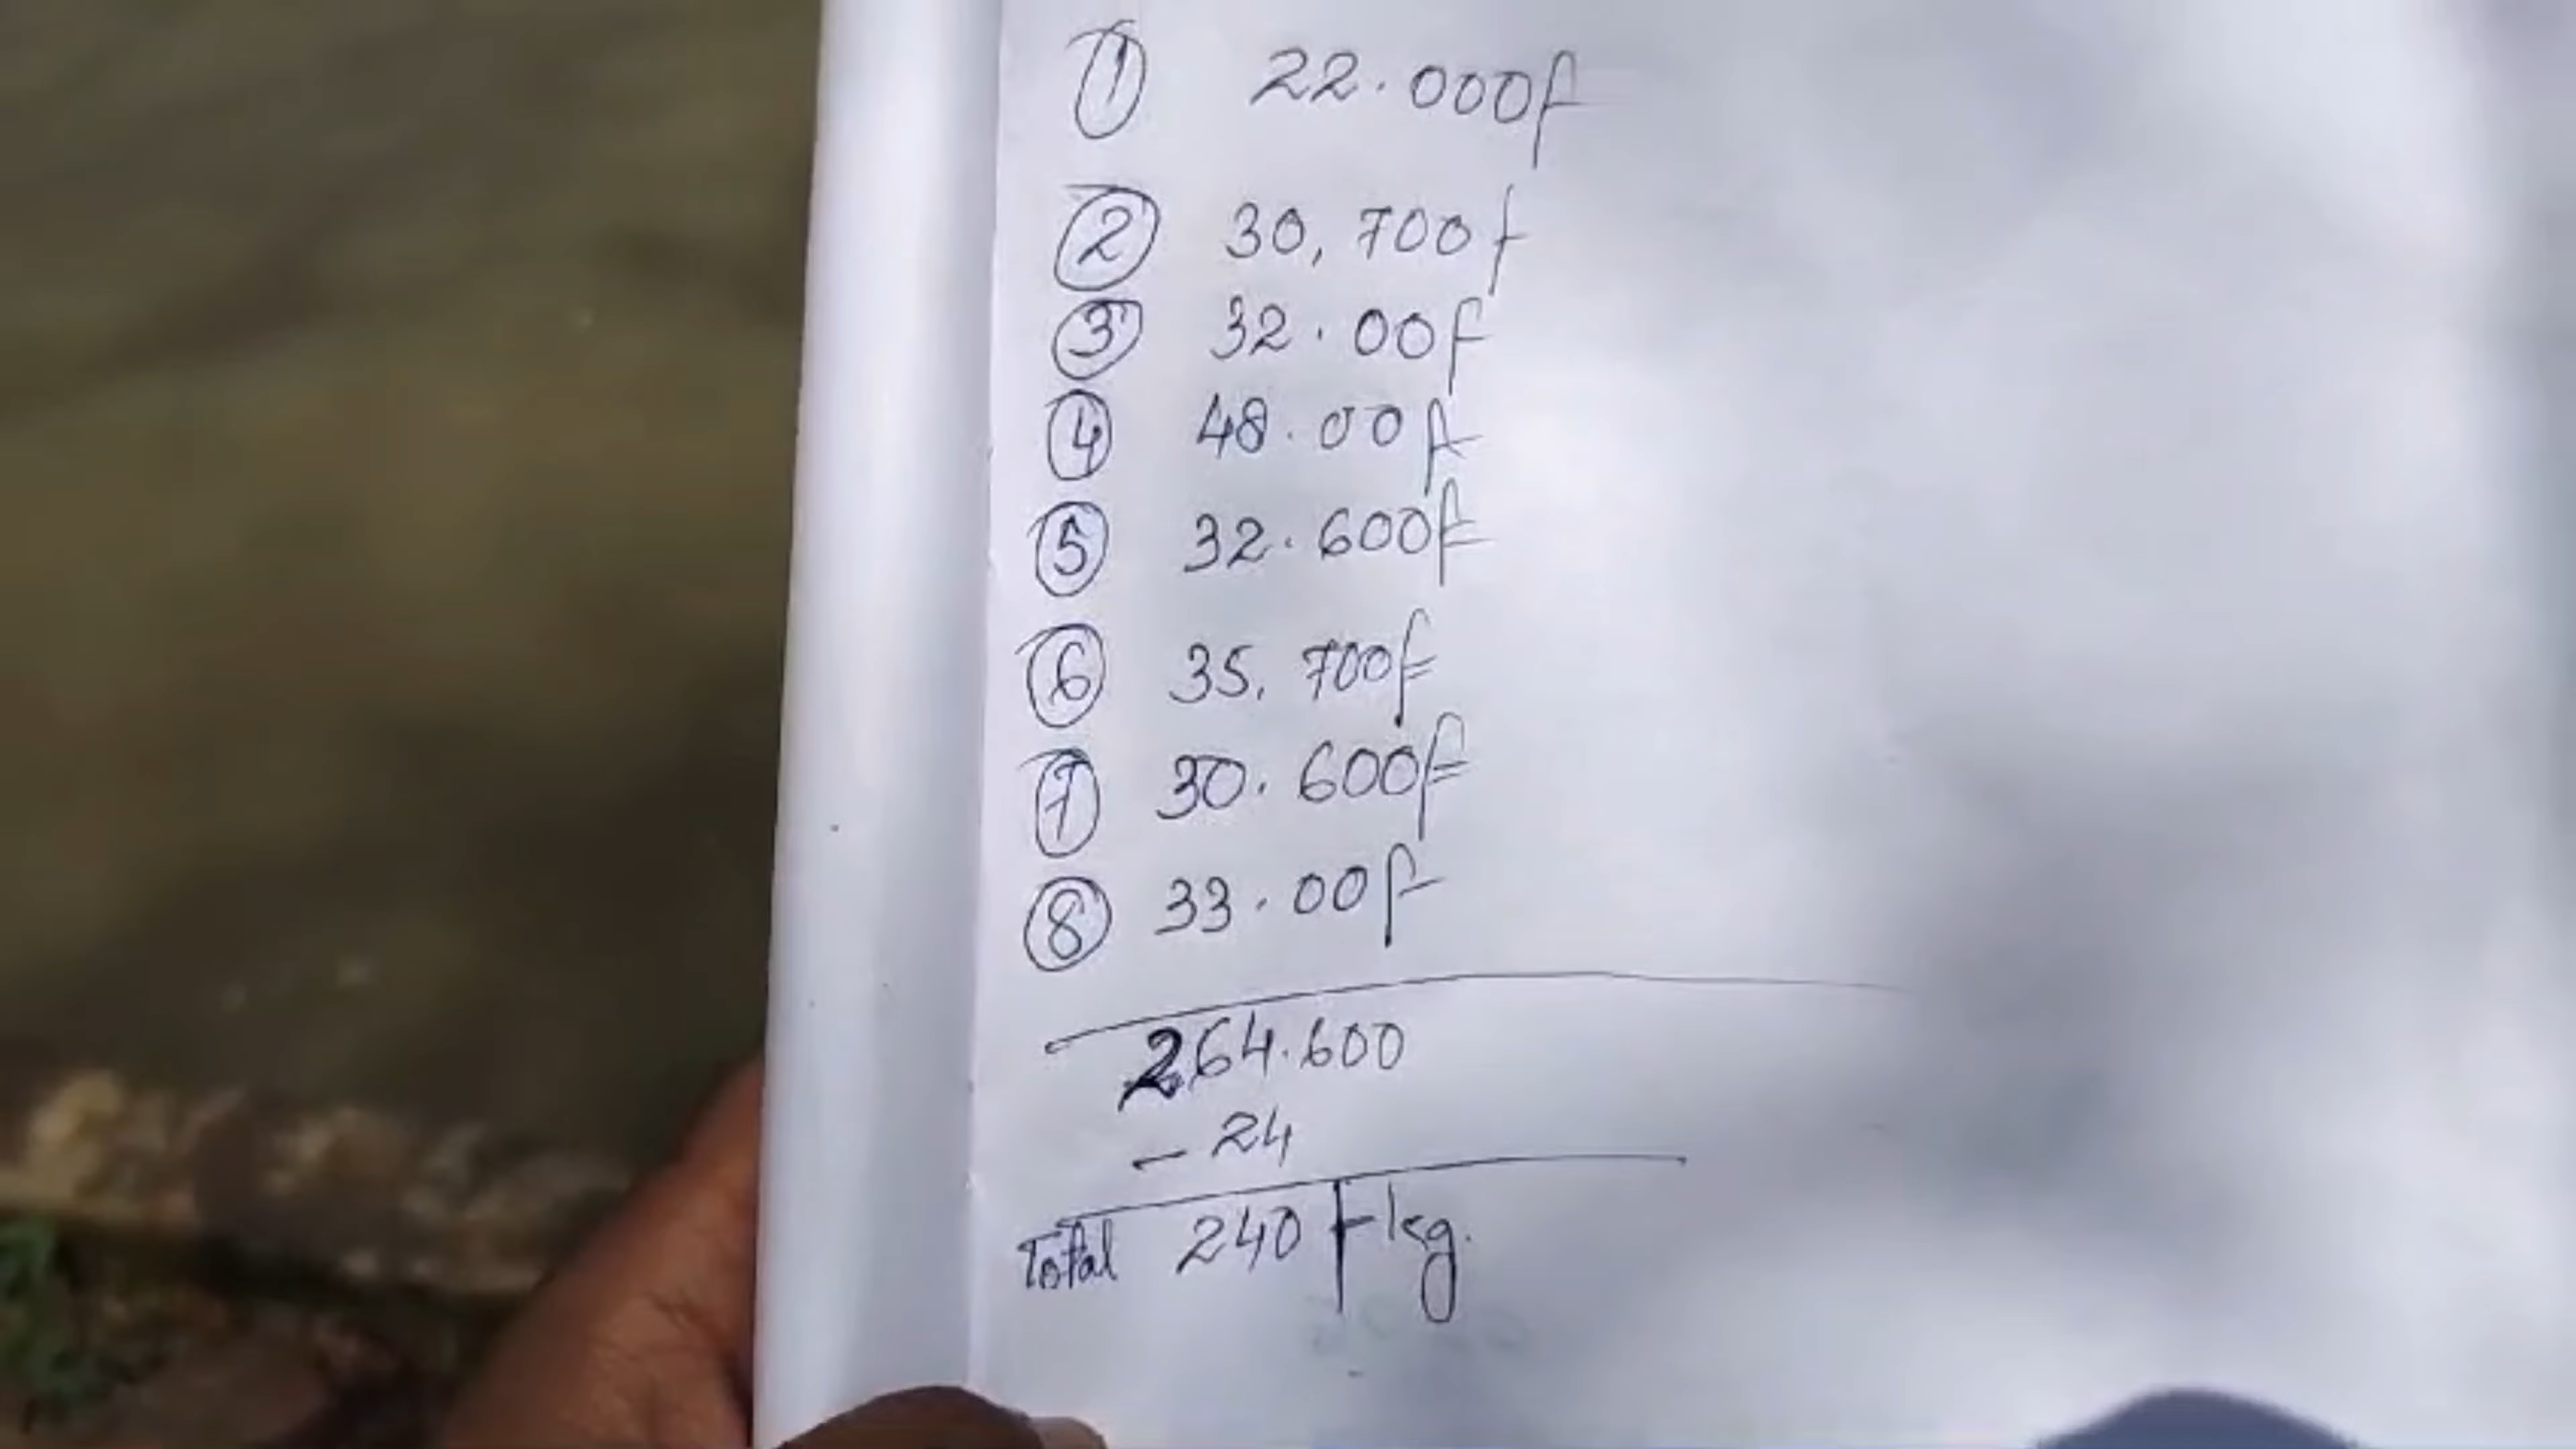 ① 22.000f
② 30,700f
③ 32.00f
④ 48.00f
⑤ 32.600f
⑥ 35.700f
⑦ 30.600f
⑧ 33.00f
264.600
- 24
Total 240 F kg.